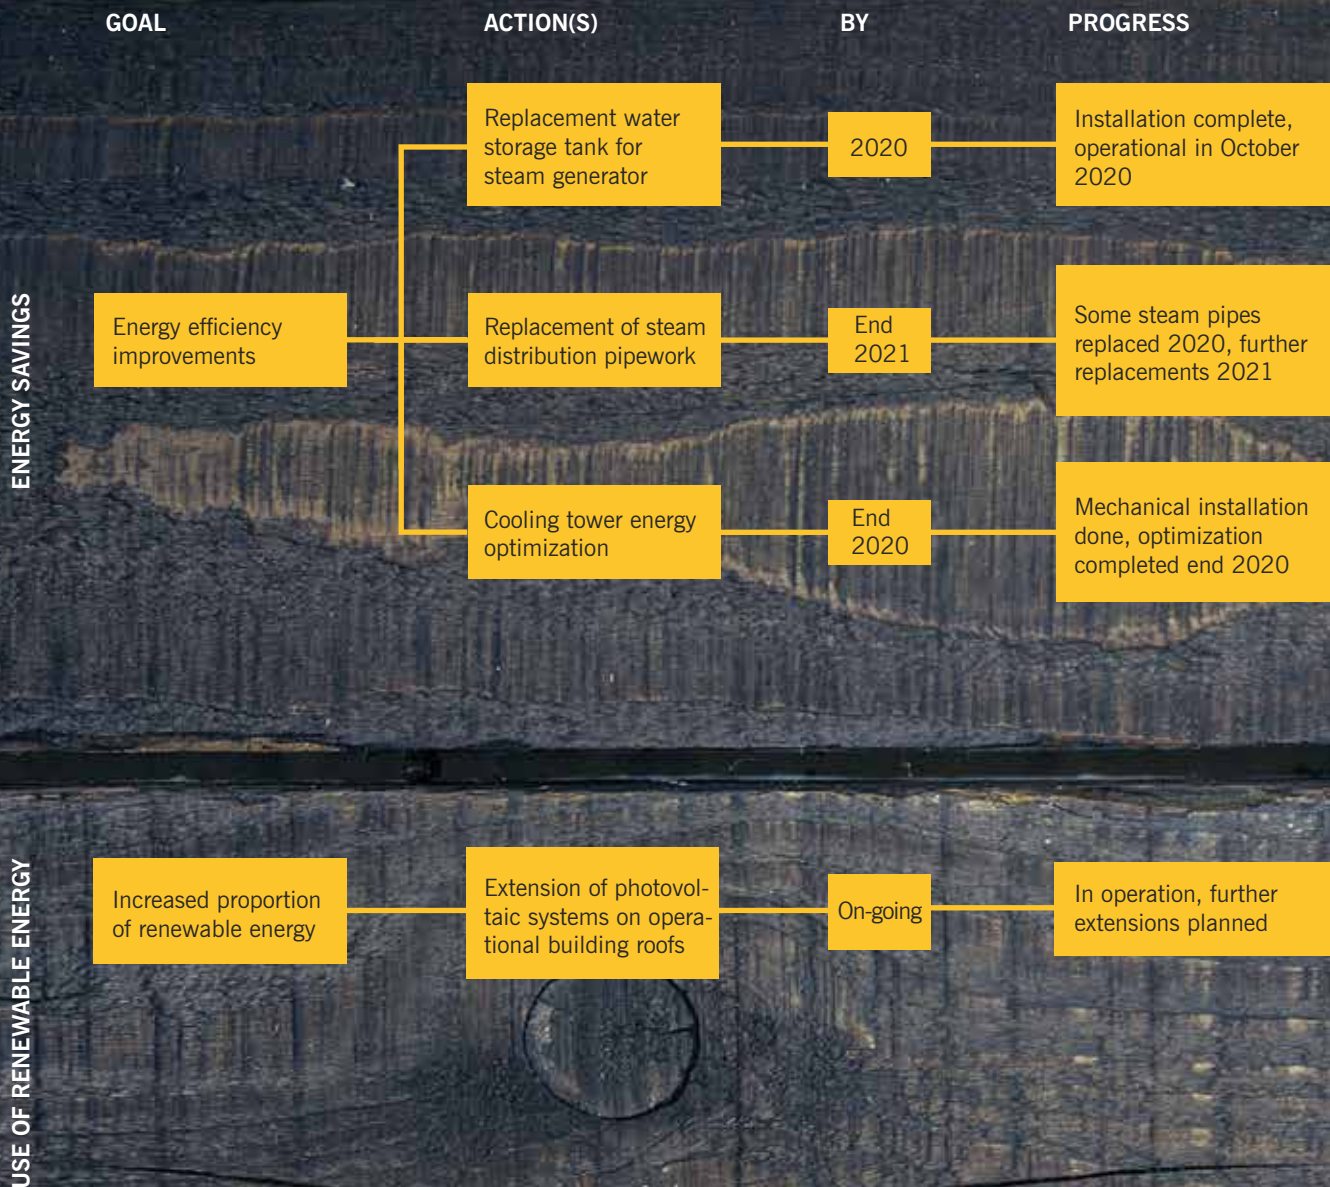 GOAL
ACTION(S)
BY
PROGRESS
ENERGY SAVINGS
Energy efficiency
improvements
Replacement water
storage tank for
steam generator
2020
Installation complete,
operational in October
2020
Replacement of steam
distribution pipework
End
2021
Some steam pipes
replaced 2020, further
replacements 2021
Cooling tower energy
optimization
End
2020
Mechanical installation
done, optimization
completed end 2020
USE OF RENEWABLE ENERGY
Increased proportion
of renewable energy
Extension of photovol-
taic systems on opera-
tional building roofs
On-going
In operation, further
extensions planned